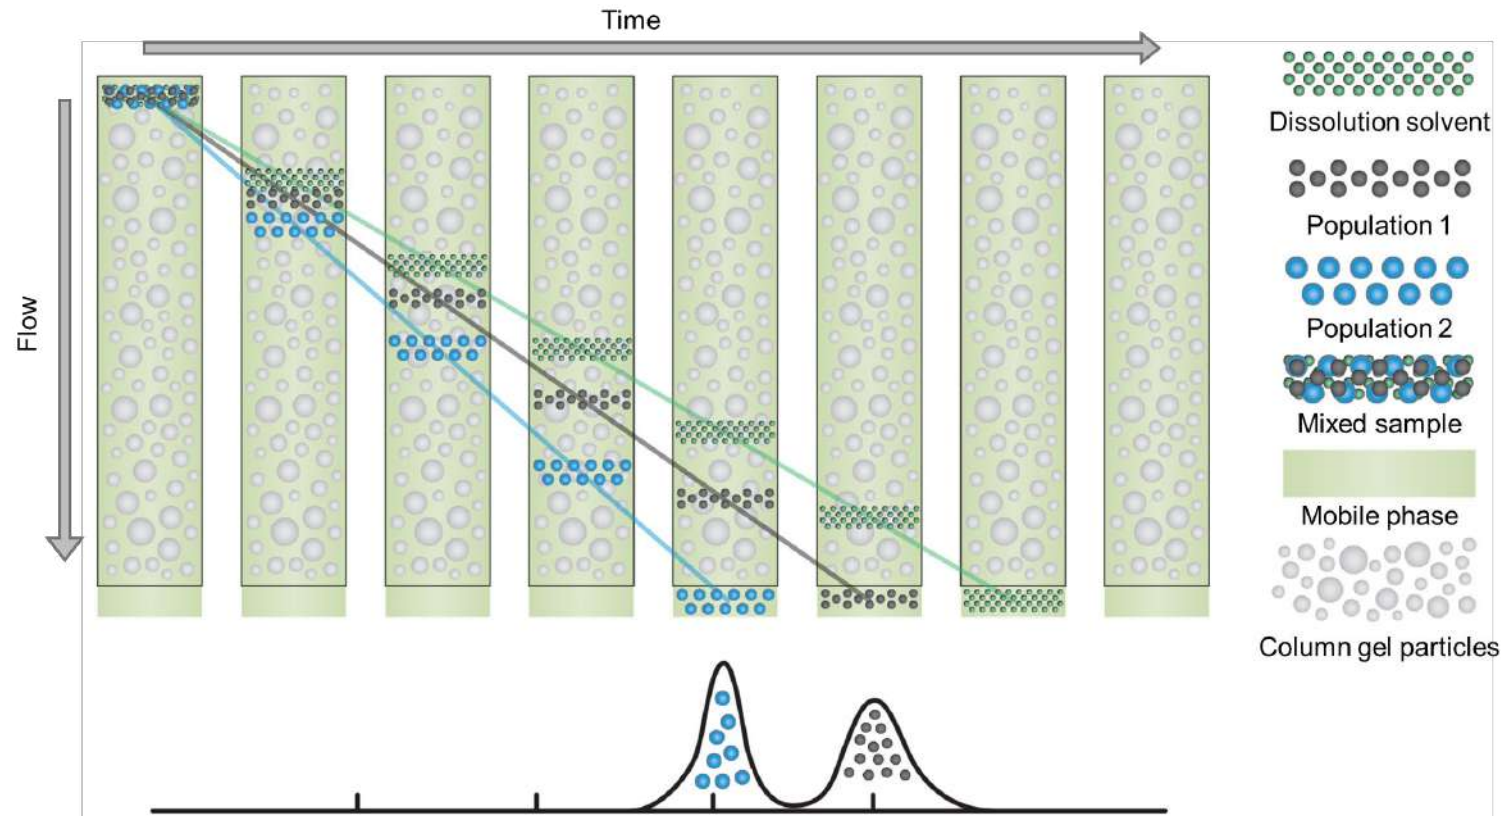 Time
Flow
Dissolution solvent
Population 1
Population 2
Mixed sample
Mobile phase
Column gel particles